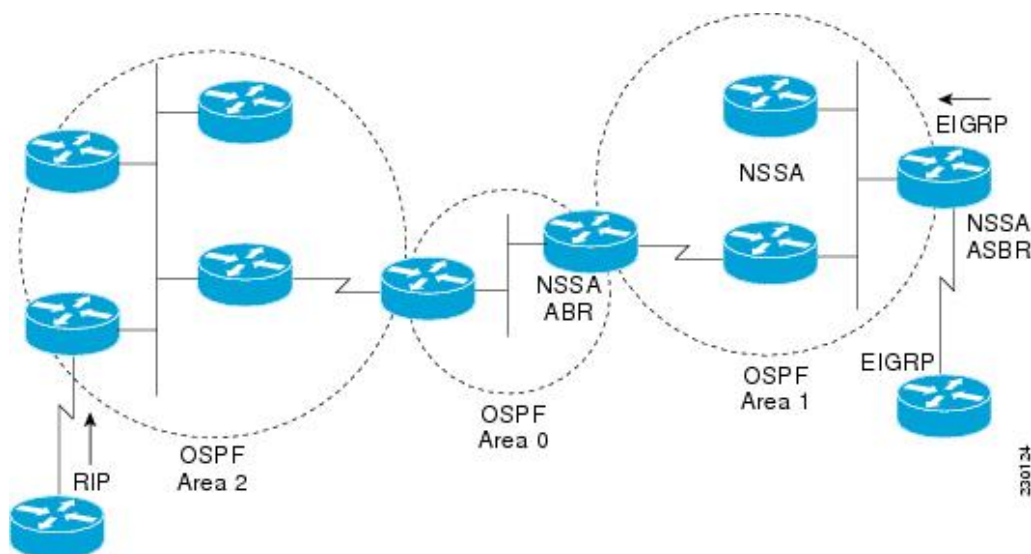 EIGRP
NSSA
NSSA
ASBR
NSSA
ABR
EIGRP
OSPF
Area 1
OSPF
Area 0
OSPF
Area 2
RIP
230124